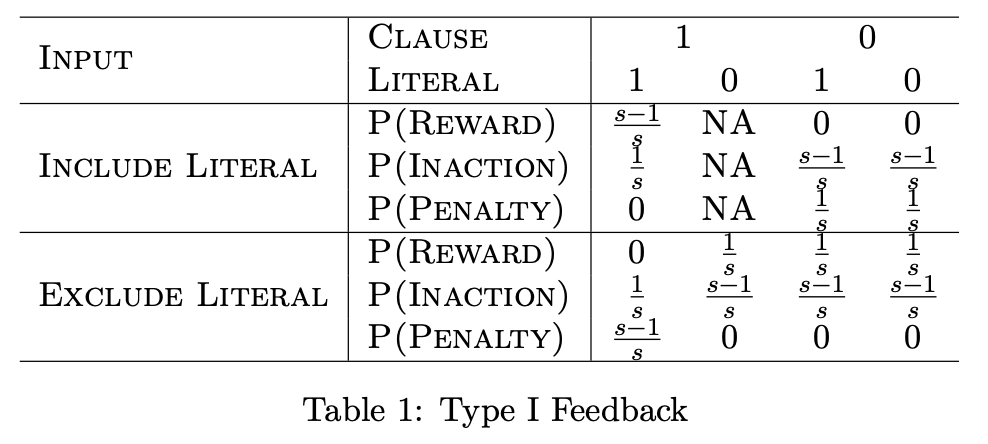 INPUT CLAUSE 1 0
LITERAL 1 0 1 0
INCLUDE LITERAL P(REWARD) \frac{s-1}{s} NA 0 0
P(INACTION) \frac{1}{s} NA \frac{s-1}{s} \frac{s-1}{s}
P(PENALTY) 0 NA \frac{1}{s} \frac{1}{s}
EXCLUDE LITERAL P(REWARD) 0 \frac{1}{s} \frac{1}{s} \frac{1}{s}
P(INACTION) \frac{1}{s} \frac{s-1}{s} \frac{s-1}{s} \frac{s-1}{s}
P(PENALTY) \frac{s-1}{s} 0 0 0
Table 1: Type I Feedback